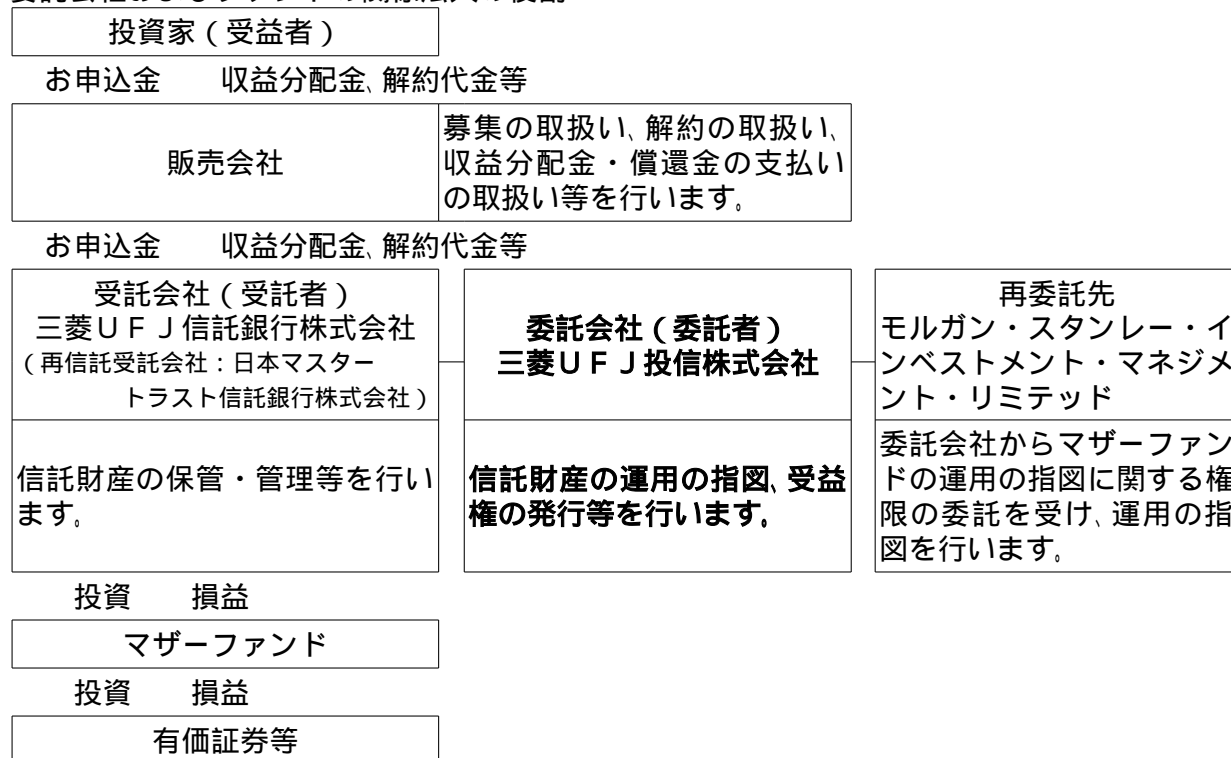 投資家(受益者)
お申込金 収益分配金、解約代金等
販売会社
募集の取扱い、解約の取扱い、
収益分配金・償還金の支払い
の取扱い等を行います。
お申込金 収益分配金、解約代金等
受託会社(受託者)
三菱UFJ信託銀行株式会社
(再信託受託会社:日本マスター
トラスト信託銀行株式会社)
委託会社(委託者)
三菱UFJ投信株式会社
再委託先
モルガン・スタンレー・イ
ンベストメント・マネジメ
ント・リミテッド
信託財産の保管・管理等を行い
ます。
信託財産の運用の指図、受益
権の発行等を行います。
委託会社からマザーファン
ドの運用の指図に関する権
限の委託を受け、運用の指
図を行います。
投資 損益
マザーファンド
投資 損益
有価証券等